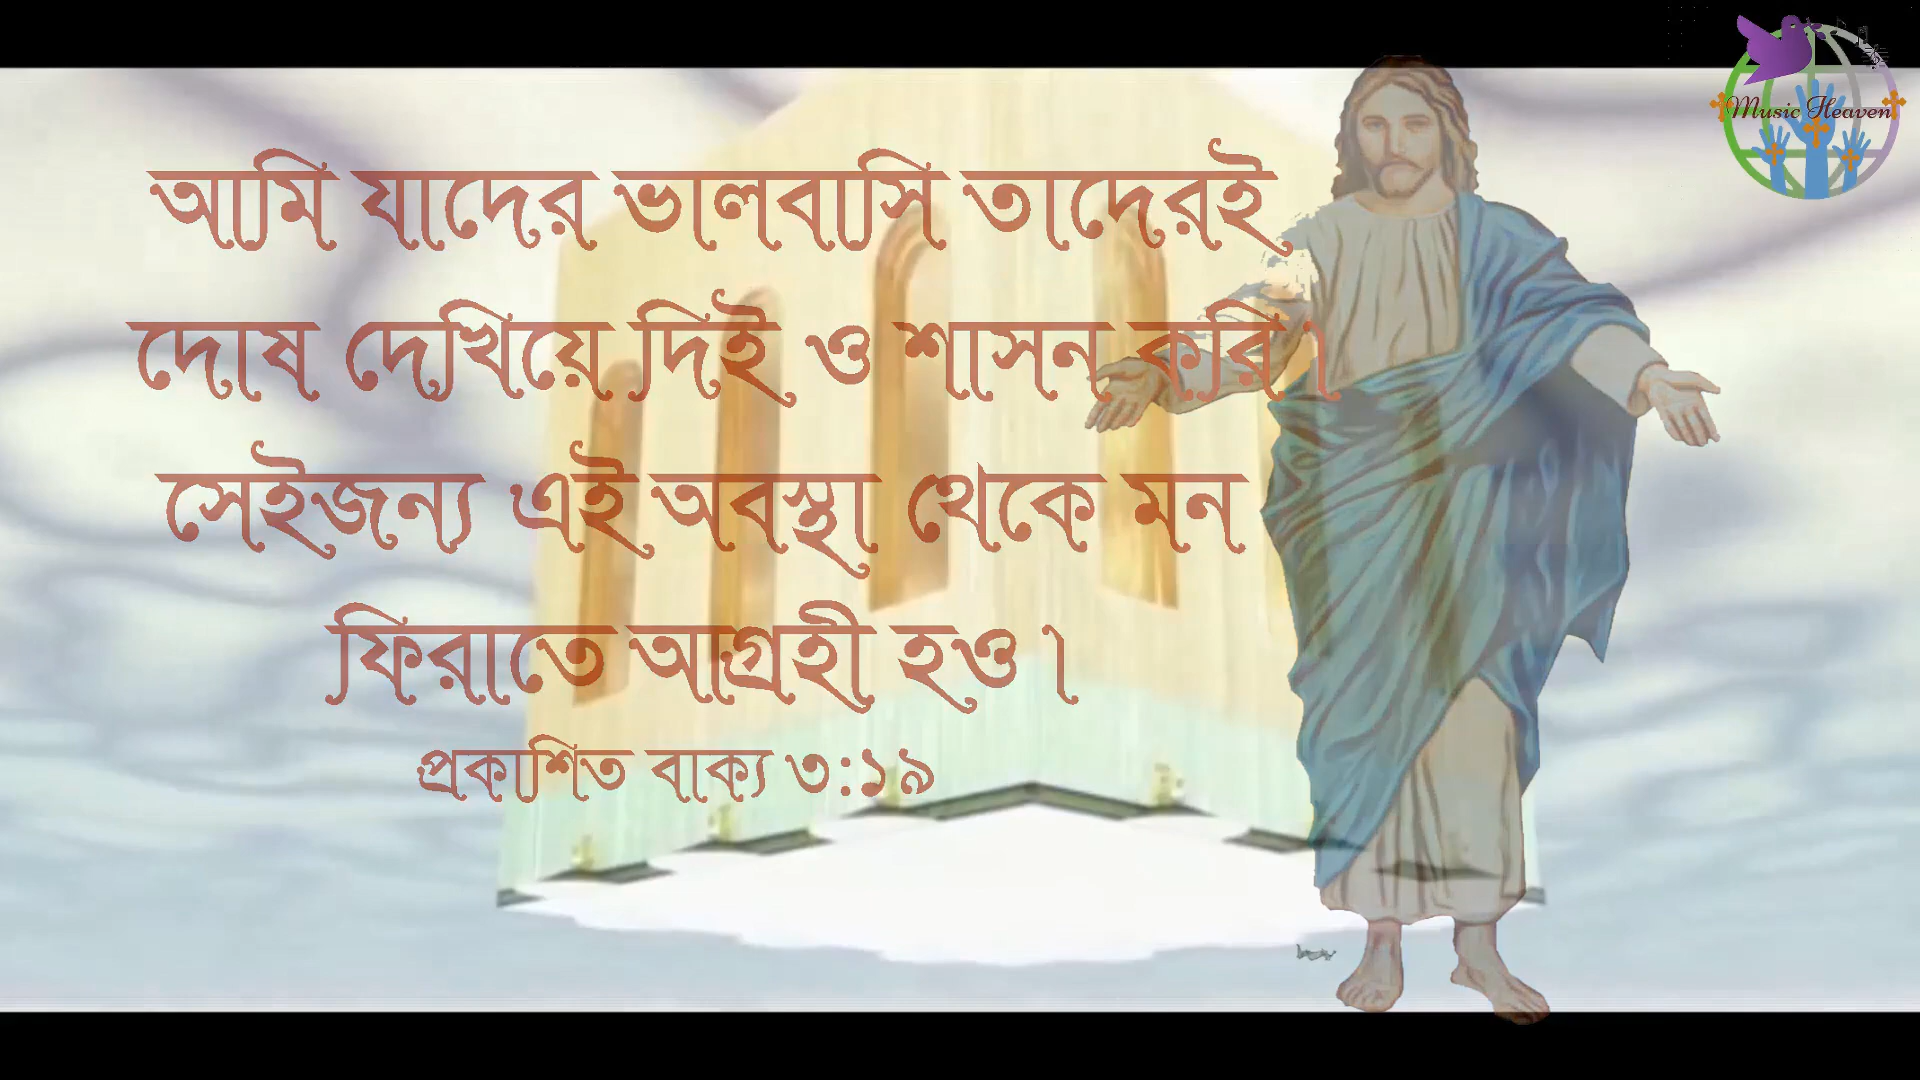 Music Heaven
আমি যাদের ভালবাসি তাদেরই
দোষ দেখিয়ে দিই ও শাসন করি।
সেইজন্য এই অবস্থা থেকে মন
ফিরাতে আগ্রহী হও।
প্রকাশিত বাক্য ৩:১৯